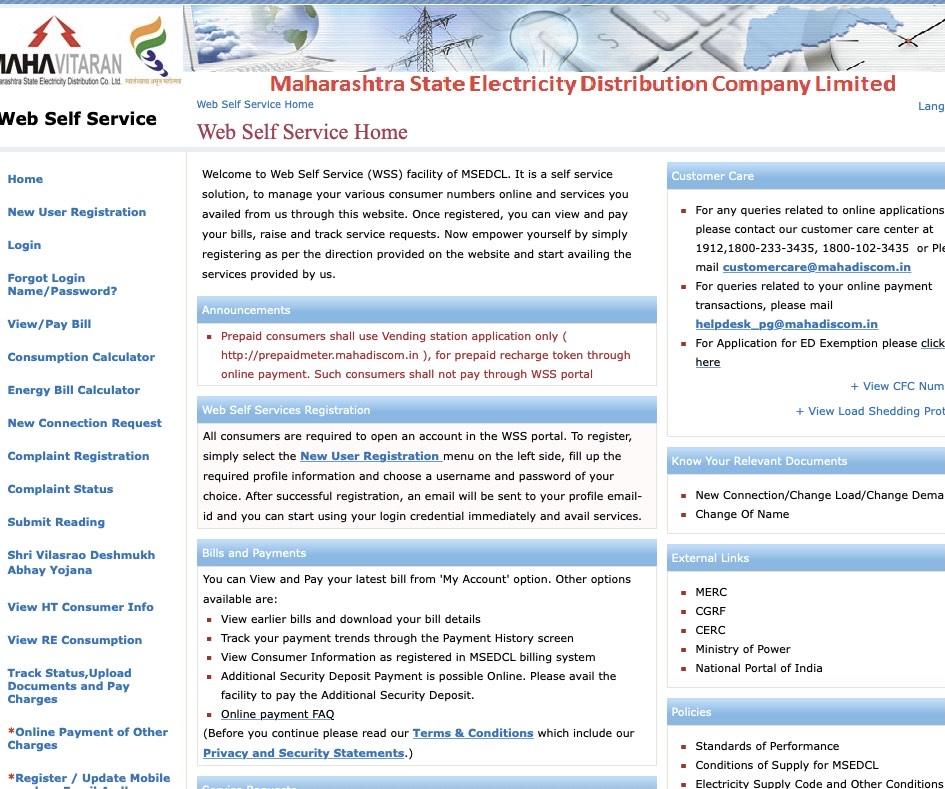 MAHAVITARAN
Maharashtra State Electricity Distribution Company Limited
Web Self Service Home
Lang
Web Self Service
Web Self Service Home
Home
New User Registration
Login
Forgot Login
Name/Password?
View/Pay Bill
Consumption Calculator
Energy Bill Calculator
New Connection Request
Complaint Registration
Complaint Status
Submit Reading
Shri Vilasrao Deshmukh
Abhay Yojana
View HT Consumer Info
View RE Consumption
Track Status,Upload
Documents and Pay
Charges
*Online Payment of Other
Charges
*Register / Update Mobile
Welcome to Web Self Service (WSS) facility of MSEDCL. It is a self service
solution, to manage your various consumer numbers online and services you
availed from us through this website. Once registered, you can view and pay
your bills, raise and track service requests. Now empower yourself by simply
registering as per the direction provided on the website and start availing the
services provided by us.
Announcements
Prepaid consumers shall use Vending station application only (
http://prepaidmeter.mahadiscom.in ), for prepaid recharge token through
online payment. Such consumers shall not pay through WSS portal
Web Self Services Registration
All consumers are required to open an account in the WSS portal. To register,
simply select the New User Registration menu on the left side, fill up the
required profile information and choose a username and password of your
choice. After successful registration, an email will be sent to your profile email-
id and you can start using your login credential immediately and avail services.
Bills and Payments
You can View and Pay your latest bill from 'My Account' option. Other options
available are:
View earlier bills and download your bill details
Track your payment trends through the Payment History screen
View Consumer Information as registered in MSEDCL billing system
Additional Security Deposit Payment is possible Online. Please avail the
facility to pay the Additional Security Deposit.
Online payment FAQ
(Before you continue please read our Terms & Conditions which include our
Privacy and Security Statements.)
Service Requests
Customer Care
For any queries related to online applications
please contact our customer care center at
1912,1800-233-3435, 1800-102-3435 or Ple
mail customercare@mahadiscom.in
For queries related to your online payment
transactions, please mail
helpdesk_pg@mahadiscom.in
For Application for ED Exemption please click
here
+ View CFC Num
+ View Load Shedding Prot
Know Your Relevant Documents
New Connection/Change Load/Change Dema
Change Of Name
External Links
MERC
CGRF
CERC
Ministry of Power
National Portal of India
Policies
Standards of Performance
Conditions of Supply for MSEDCL
Electricity Supply Code and Other Conditions